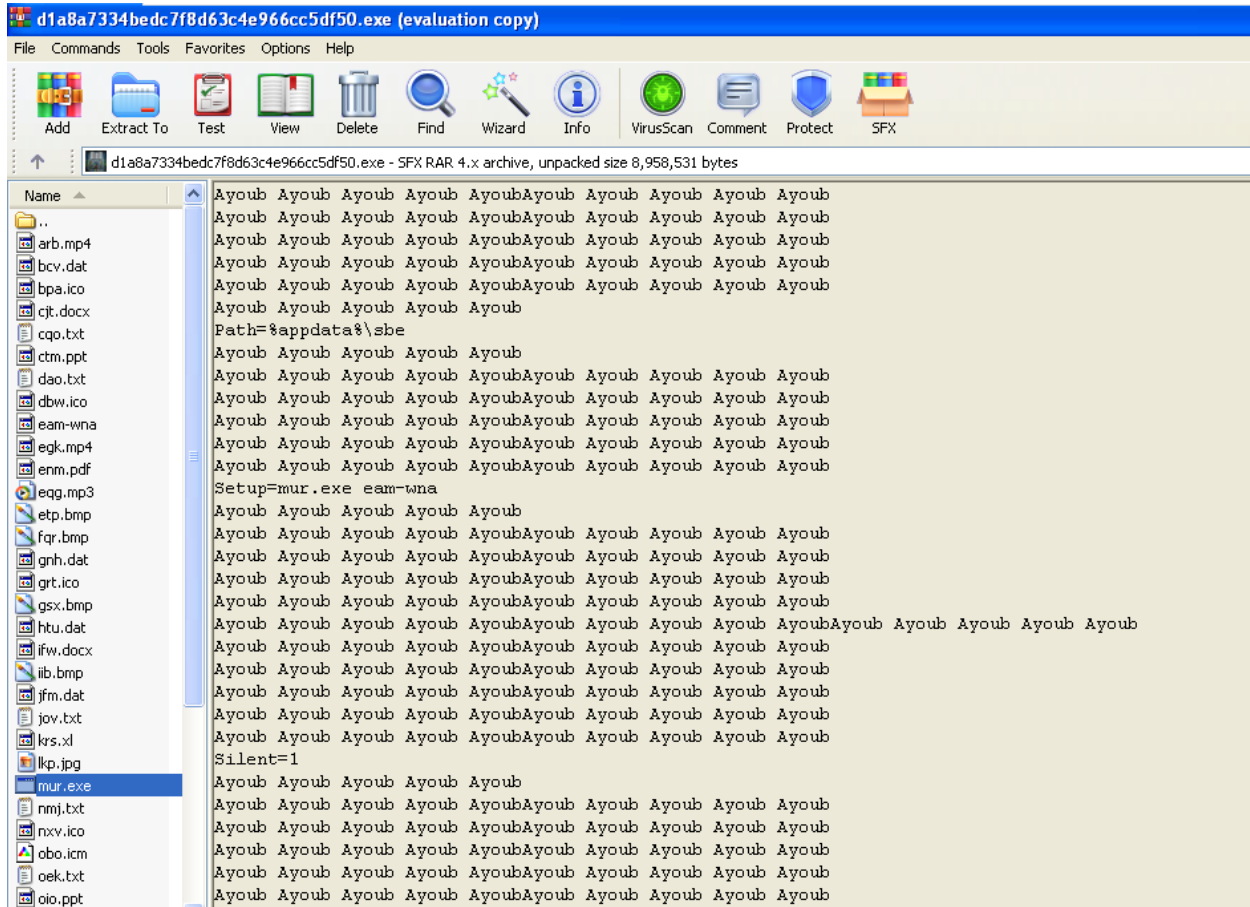 d1a8a7334bedc7f8d63c4e966cc5df50.exe (evaluation copy)
File Commands Tools Favorites Options Help
Add Extract To Test View Delete Find Wizard Info VirusScan Comment Protect SFX
d1a8a7334bedc7f8d63c4e966cc5df50.exe - SFX RAR 4.x archive, unpacked size 8,958,531 bytes
Name
..
arb.mp4
bcv.dat
bpa.ico
cjt.docx
cqo.txt
ctm.ppt
dao.txt
dbw.ico
eam-wna
egk.mp4
enm.pdf
eqg.mp3
etp.bmp
fqr.bmp
gnh.dat
grt.ico
gsx.bmp
htu.dat
ifw.docx
iib.bmp
jfm.dat
jov.txt
krs.xl
lkp.jpg
mur.exe
nmj.txt
nxv.ico
obo.icm
oek.txt
oio.ppt
Ayoub Ayoub Ayoub Ayoub AyoubAyoub Ayoub Ayoub Ayoub Ayoub
Ayoub Ayoub Ayoub Ayoub AyoubAyoub Ayoub Ayoub Ayoub Ayoub
Ayoub Ayoub Ayoub Ayoub AyoubAyoub Ayoub Ayoub Ayoub Ayoub
Ayoub Ayoub Ayoub Ayoub AyoubAyoub Ayoub Ayoub Ayoub Ayoub
Ayoub Ayoub Ayoub Ayoub AyoubAyoub Ayoub Ayoub Ayoub Ayoub
Ayoub Ayoub Ayoub Ayoub Ayoub
Path=%appdata%\sbe
Ayoub Ayoub Ayoub Ayoub Ayoub
Ayoub Ayoub Ayoub Ayoub AyoubAyoub Ayoub Ayoub Ayoub Ayoub
Ayoub Ayoub Ayoub Ayoub AyoubAyoub Ayoub Ayoub Ayoub Ayoub
Ayoub Ayoub Ayoub Ayoub AyoubAyoub Ayoub Ayoub Ayoub Ayoub
Ayoub Ayoub Ayoub Ayoub AyoubAyoub Ayoub Ayoub Ayoub Ayoub
Ayoub Ayoub Ayoub Ayoub AyoubAyoub Ayoub Ayoub Ayoub Ayoub
Setup=mur.exe eam-wna
Ayoub Ayoub Ayoub Ayoub Ayoub
Ayoub Ayoub Ayoub Ayoub AyoubAyoub Ayoub Ayoub Ayoub Ayoub
Ayoub Ayoub Ayoub Ayoub AyoubAyoub Ayoub Ayoub Ayoub Ayoub
Ayoub Ayoub Ayoub Ayoub AyoubAyoub Ayoub Ayoub Ayoub Ayoub
Ayoub Ayoub Ayoub Ayoub AyoubAyoub Ayoub Ayoub Ayoub Ayoub
Ayoub Ayoub Ayoub Ayoub AyoubAyoub Ayoub Ayoub Ayoub AyoubAyoub Ayoub Ayoub Ayoub Ayoub
Ayoub Ayoub Ayoub Ayoub AyoubAyoub Ayoub Ayoub Ayoub Ayoub
Ayoub Ayoub Ayoub Ayoub AyoubAyoub Ayoub Ayoub Ayoub Ayoub
Ayoub Ayoub Ayoub Ayoub AyoubAyoub Ayoub Ayoub Ayoub Ayoub
Ayoub Ayoub Ayoub Ayoub AyoubAyoub Ayoub Ayoub Ayoub Ayoub
Ayoub Ayoub Ayoub Ayoub AyoubAyoub Ayoub Ayoub Ayoub Ayoub
Silent=1
Ayoub Ayoub Ayoub Ayoub Ayoub
Ayoub Ayoub Ayoub Ayoub AyoubAyoub Ayoub Ayoub Ayoub Ayoub
Ayoub Ayoub Ayoub Ayoub AyoubAyoub Ayoub Ayoub Ayoub Ayoub
Ayoub Ayoub Ayoub Ayoub AyoubAyoub Ayoub Ayoub Ayoub Ayoub
Ayoub Ayoub Ayoub Ayoub AyoubAyoub Ayoub Ayoub Ayoub Ayoub
Ayoub Ayoub Ayoub Ayoub AyoubAyoub Ayoub Ayoub Ayoub Ayoub